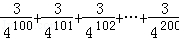 3/4^100 + 3/4^101 + 3/4^102 + ··· + 3/4^200